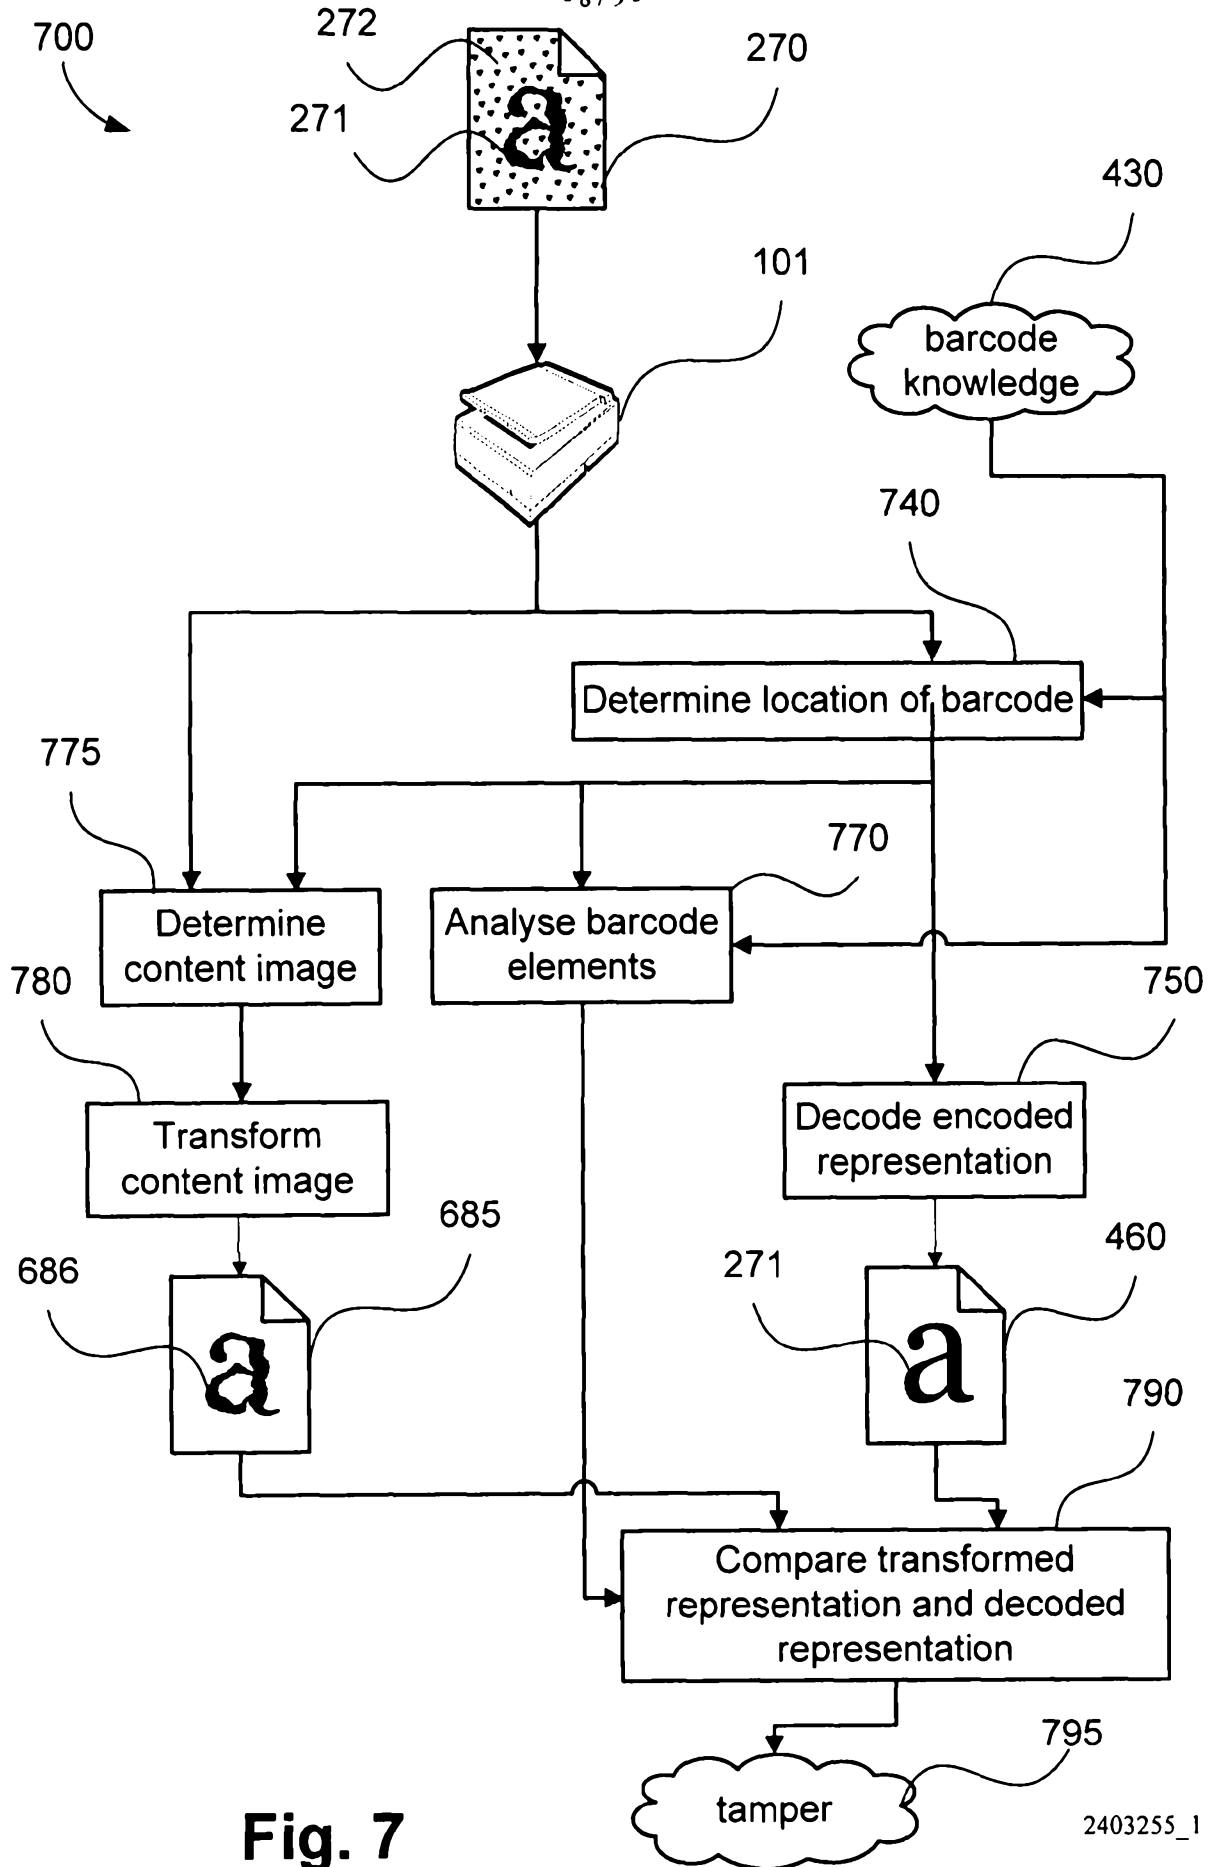 700
272
270
271
a
430
101
barcode
knowledge
740
Determine location of barcode
775
770
Determine
content image
Analyse barcode
elements
780
750
Transform
content image
Decode encoded
representation
685
686
271
460
a
a
790
Compare transformed
representation and decoded
representation
795
tamper
Fig. 7
2403255_1